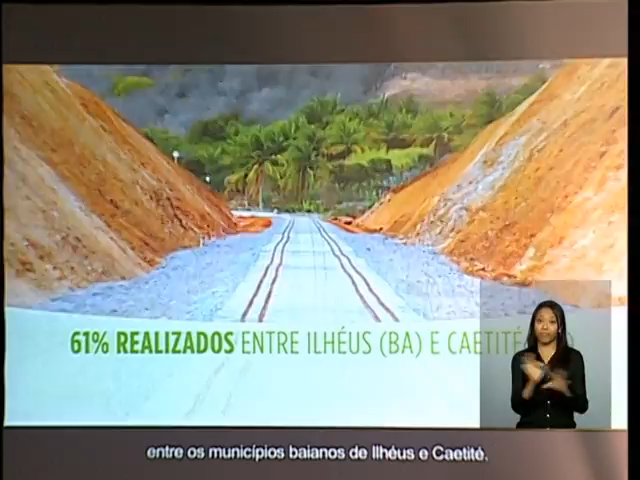 61% REALIZADOS ENTRE ILHÉUS (BA) E CAETITÉ
entre os municípios baianos de Ilhéus e Caetité.